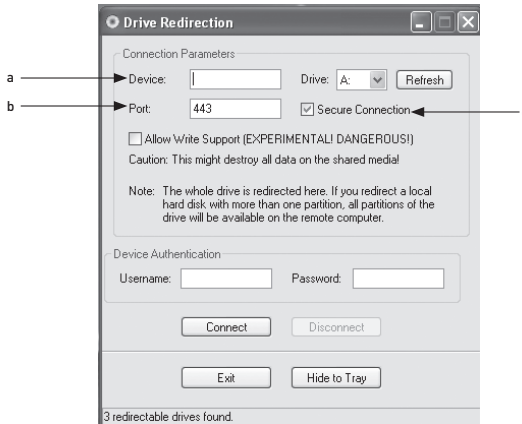 Drive Redirection
Connection Parameters
a
Device:
Drive: A: Refresh
b
Port: 443
Secure Connection
Allow Write Support (EXPERIMENTAL! DANGEROUS!)
Caution: This might destroy all data on the shared media!
Note: The whole drive is redirected here. If you redirect a local
hard disk with more than one partition, all partitions of the
drive will be available on the remote computer.
Device Authentication
Username: Password:
Connect Disconnect
Exit Hide to Tray
3 redirectable drives found.